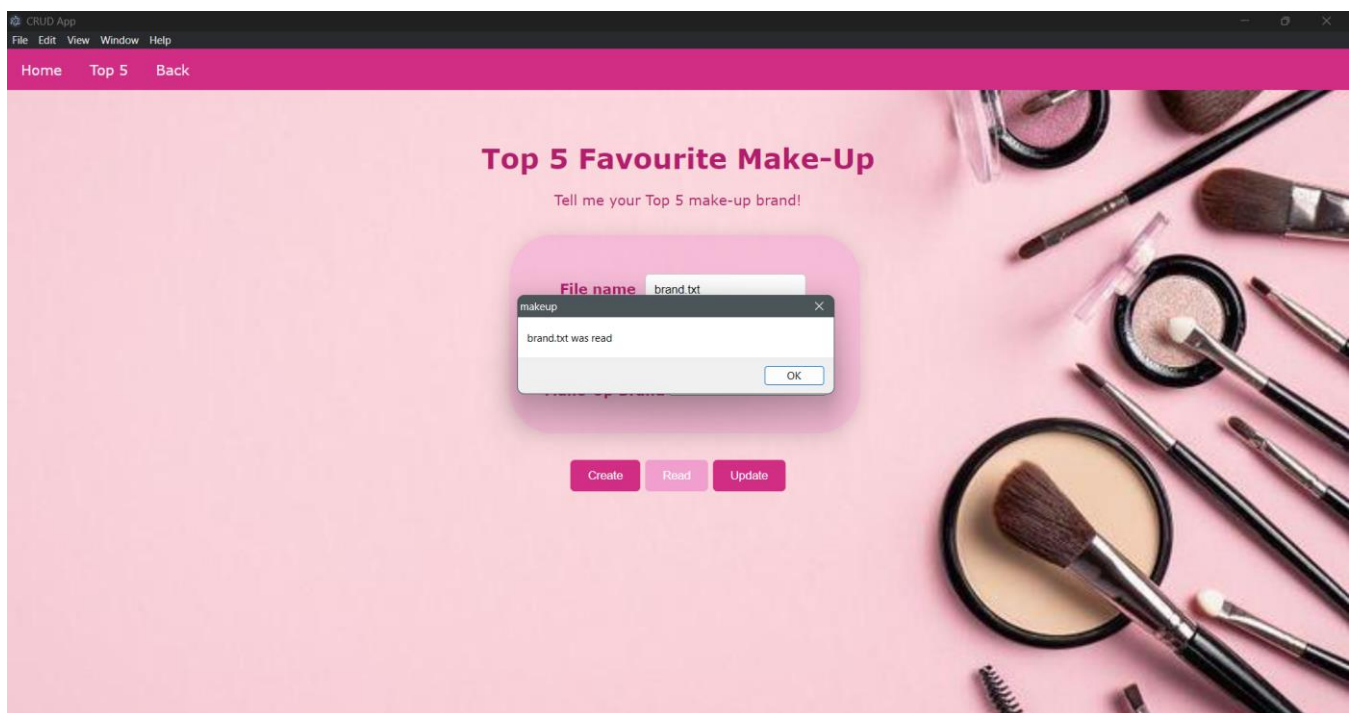 CRUD App
File Edit View Window Help
Home Top 5 Back
Top 5 Favourite Make-Up
Tell me your Top 5 make-up brand!
File name brand.txt
makeup
brand.txt was read
OK
Create Read Update